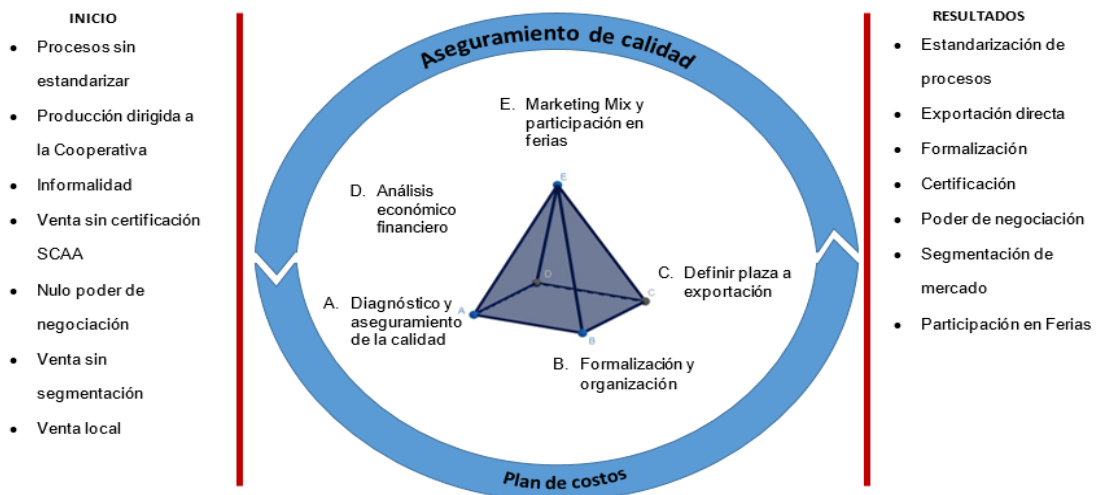 INICIO
• Procesos sin
estandarizar
• Producción dirigida a
la Cooperativa
• Informalidad
• Venta sin certificación
SCAA
• Nulo poder de
negociación
• Venta sin
segmentación
• Venta local
Aseguramiento de calidad
E. Marketing Mix y
participación en
ferias
D. Análisis
económico
financiero
E
D
C
A
B
C. Definir plaza a
exportación
A. Diagnóstico y
aseguramiento
de la calidad
B. Formalización y
organización
Plan de costos
RESULTADOS
• Estandarización de
procesos
• Exportación directa
• Formalización
• Certificación
• Poder de negociación
• Segmentación de
mercado
• Participación en Ferias